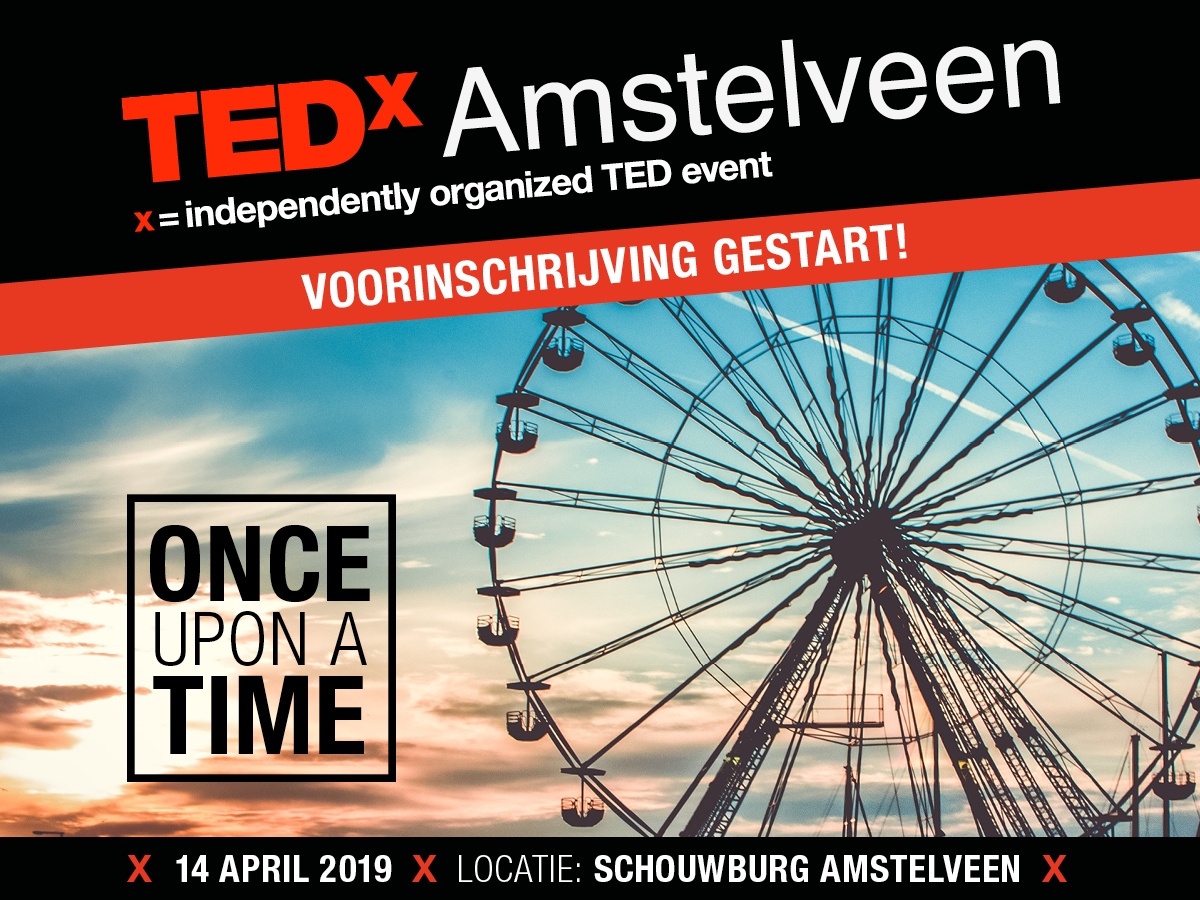 TEDx Amstelveen
x = independently organized TED event
VOORINSCHRIJVING GESTART!
ONCE
UPON A
TIME
X 14 APRIL 2019 X LOCATIE: SCHOUWBURG AMSTELVEEN X